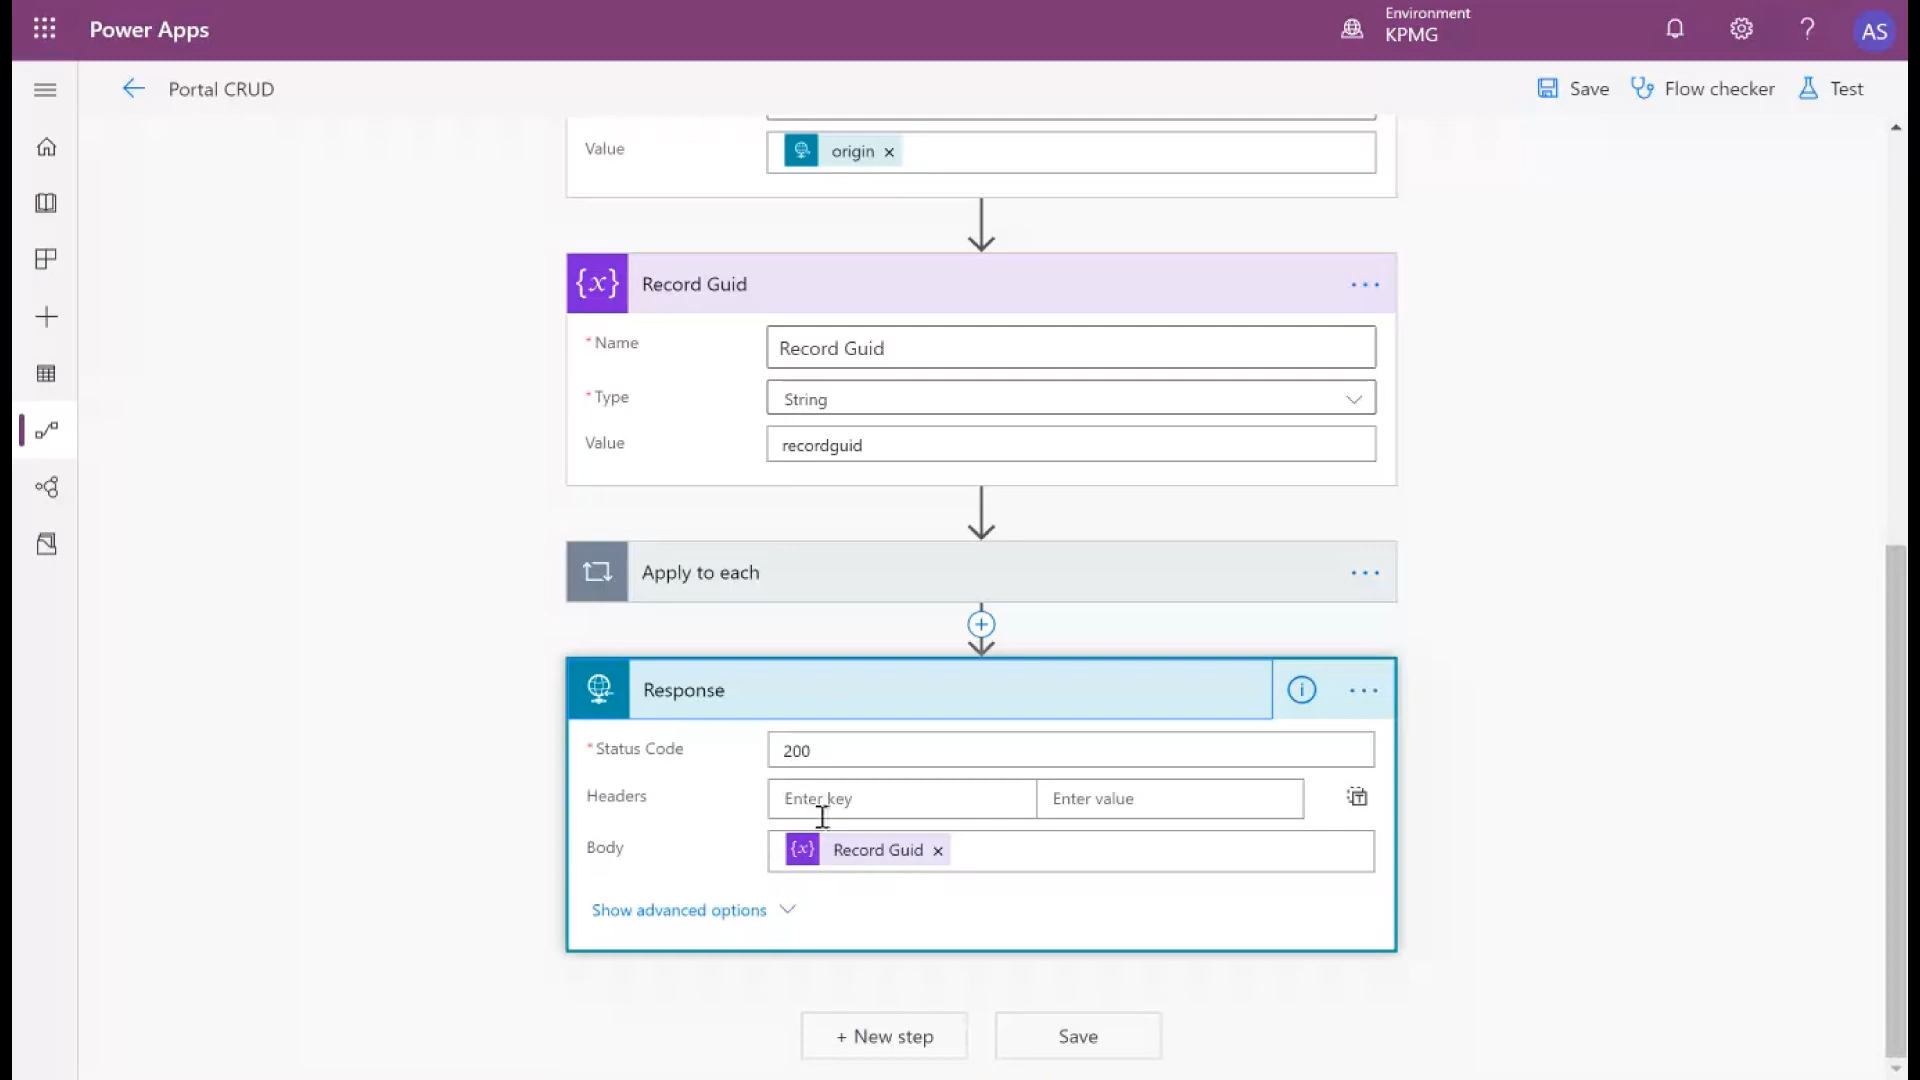 Power Apps
Environment
KPMG
?
AS
Portal CRUD
Save
Flow checker
Test
Value
origin ×
{x}
Record Guid
...
* Name
Record Guid
* Type
String
Value
recordguid
Apply to each
...
+
Response
i
...
* Status Code
200
Headers
Enter key
Enter value
Body
{x}
Record Guid ×
Show advanced options
+ New step
Save